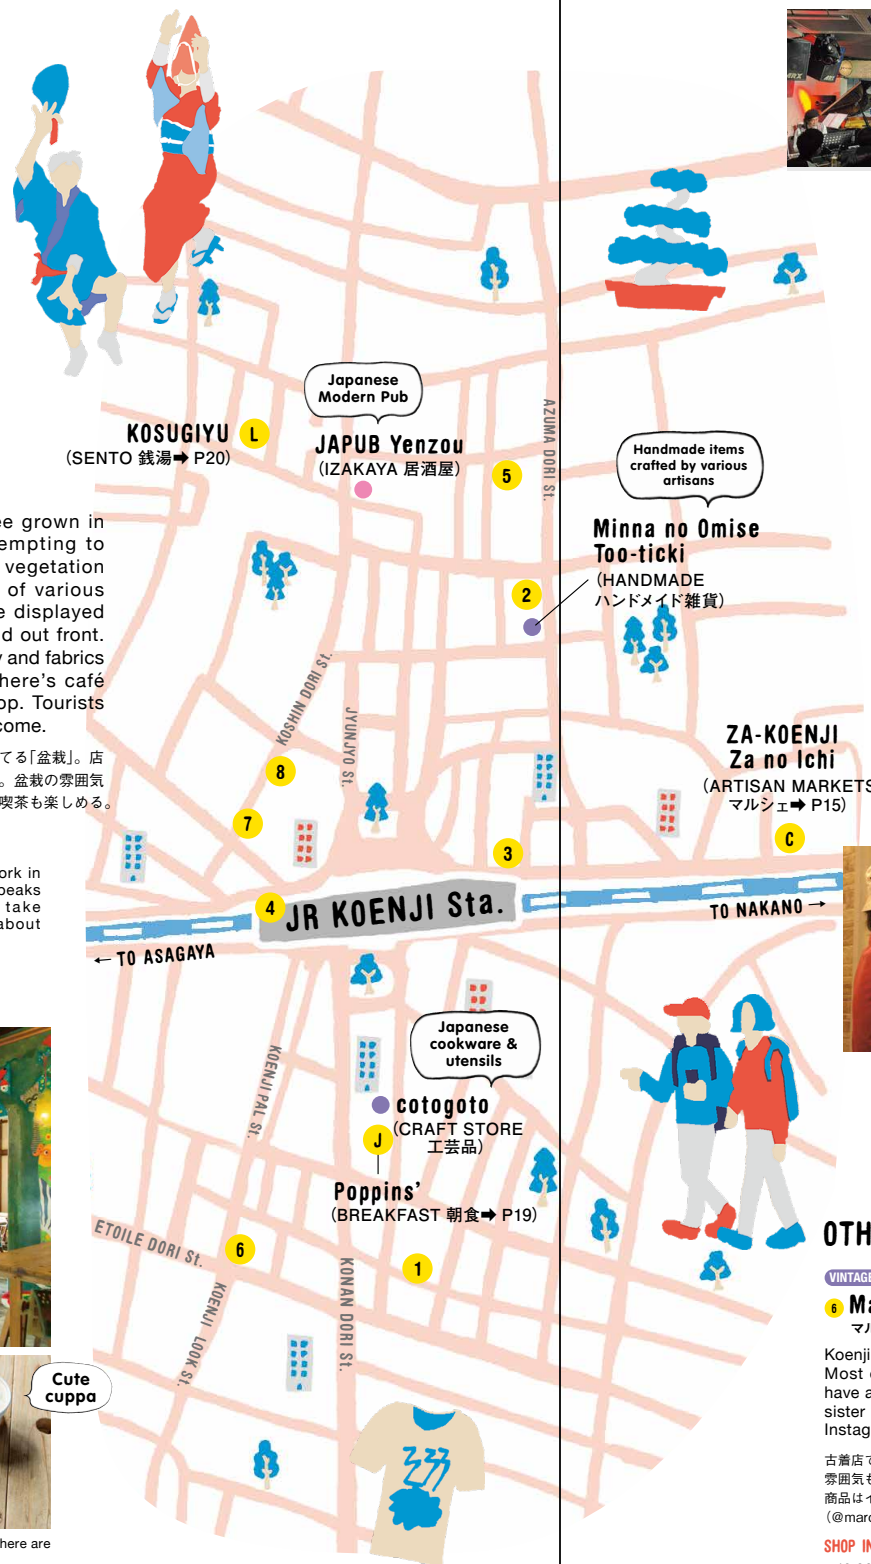 Japanese
Modern Pub
KOSUGIYU L
(SENTO 銭湯➡ P20)
JAPUB Yenzou
(IZAKAYA 居酒屋)
5
AZUMA DORI St.
Handmade items
crafted by various
artisans
Minna no Omise
Too-ticki
(HANDMADE
ハンドメイド雑貨)
2
ee grown in
empting to
vegetation
of various
e displayed
d out front.
y and fabrics
here's café
op. Tourists
come.
てる「盆栽」。店
。盆栽の雰囲気
喫茶も楽しめる。
KOSHIN DORI St.
JYUNJYO St.
8
7
3
ZA-KOENJI
Za no Ichi
(ARTISAN MARKETS
マルシェ➡ P15)
C
ork in
peaks
take
about
4
JR KOENJI Sta.
TO NAKANO →
← TO ASAGAYA
Japanese
cookware &
utensils
KOENJI PAL St.
cotogoto
(CRAFT STORE
工芸品)
J
Poppins'
(BREAKFAST 朝食➡ P19)
ETOILE DORI St.
6
1
KOENJI LOOK St.
KONAN DORI St.
Cute
cuppa
here are
OTH
VINTAGE
6 Ma
マル
Koenji
Most
have a
sister
Instag
古着店で
雰囲気も
商品はイ
(@maro
SHOP IN